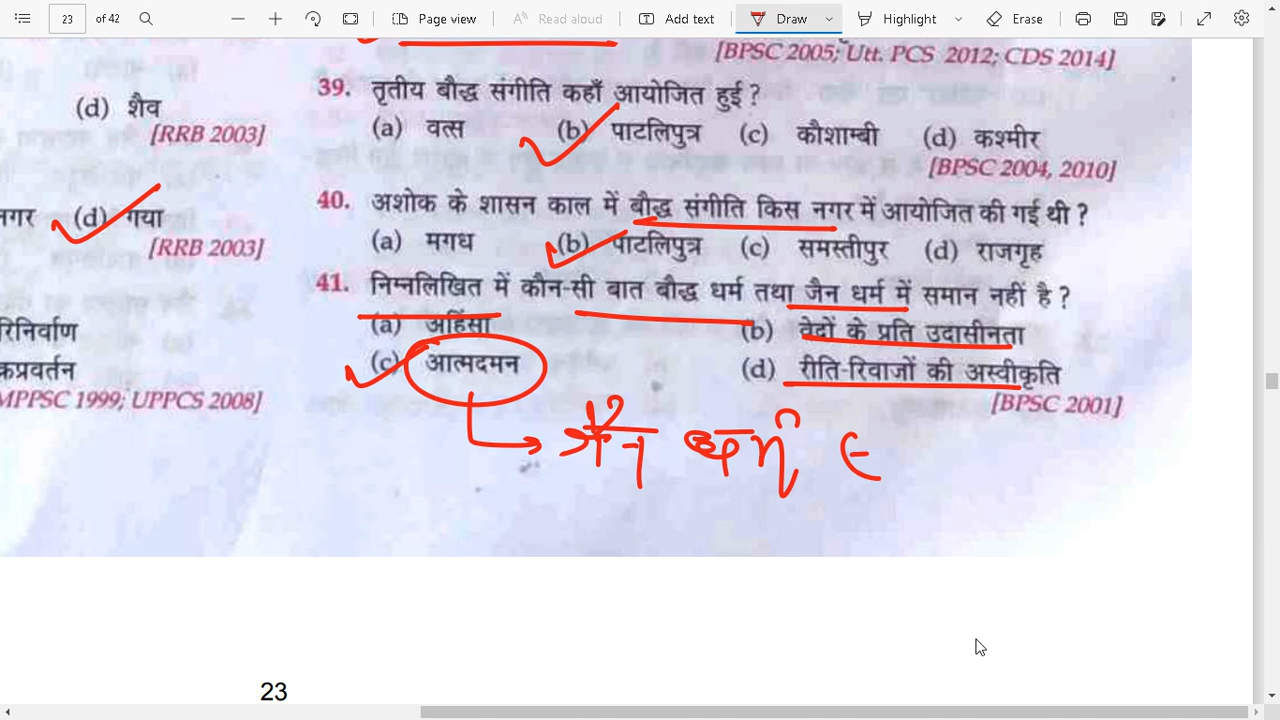 23 of 42 Page view Read aloud Add text Draw Highlight Erase
[BPSC 2005; Utt. PCS 2012; CDS 2014]
(d) शैव
[RRB 2003]
नगर (d) गया
[RRB 2003]
रिनिर्वाण
क्रप्रवर्तन
MPPSC 1999; UPPCS 2008]
39. तृतीय बौद्ध संगीति कहाँ आयोजित हुई ?
(a) वत्स (b) पाटलिपुत्र (c) कौशाम्बी (d) कश्मीर
[BPSC 2004, 2010]
40. अशोक के शासन काल में बौद्ध संगीति किस नगर में आयोजित की गई थी ?
(a) मगध (b) पाटलिपुत्र (c) समस्तीपुर (d) राजगृह
41. निम्नलिखित में कौन-सी बात बौद्ध धर्म तथा जैन धर्म में समान नहीं है ?
(a) अहिंसा (b) वेदों के प्रति उदासीनता
(c) आत्मदमन (d) रीति-रिवाजों की अस्वीकृति
[BPSC 2001]
जैन
23